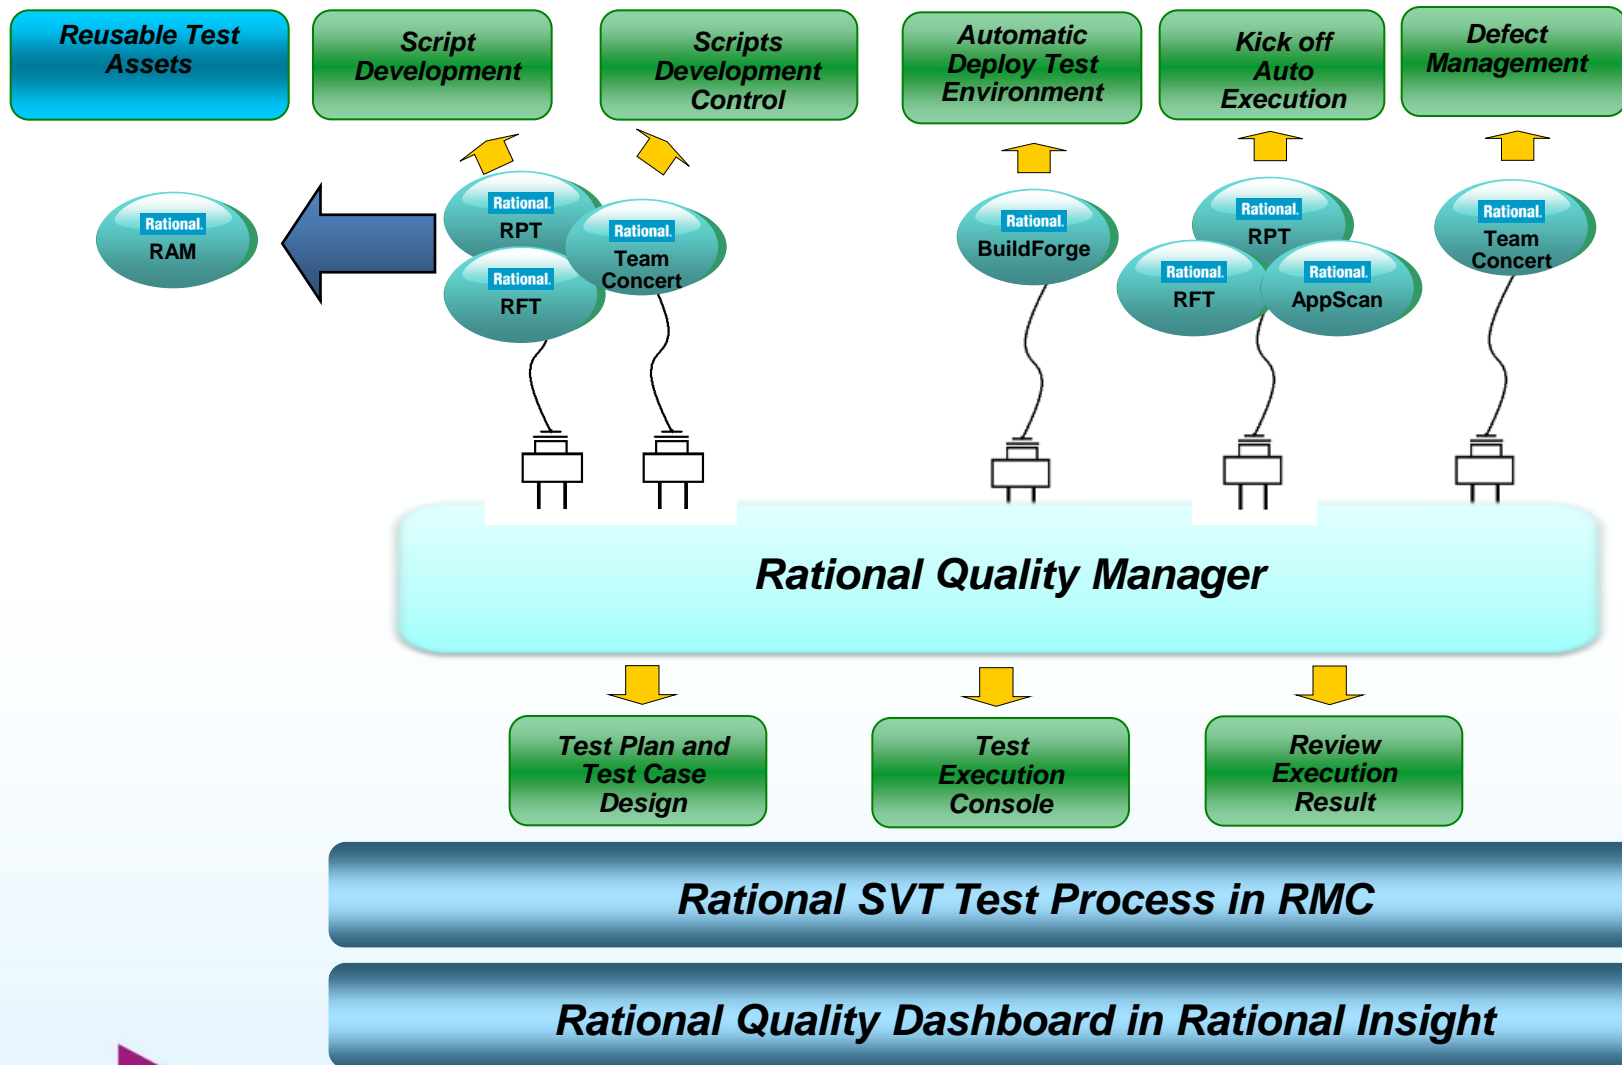 Reusable Test
Assets
Script
Development
Scripts
Development
Control
Automatic
Deploy Test
Environment
Kick off
Auto
Execution
Defect
Management
Rational.
RAM
Rational.
RPT
Rational.
RFT
Rational.
Team
Concert
Rational.
BuildForge
Rational.
RPT
Rational.
RFT
Rational.
AppScan
Rational.
Team
Concert
Rational Quality Manager
Test Plan and
Test Case
Design
Test
Execution
Console
Review
Execution
Result
Rational SVT Test Process in RMC
Rational Quality Dashboard in Rational Insight